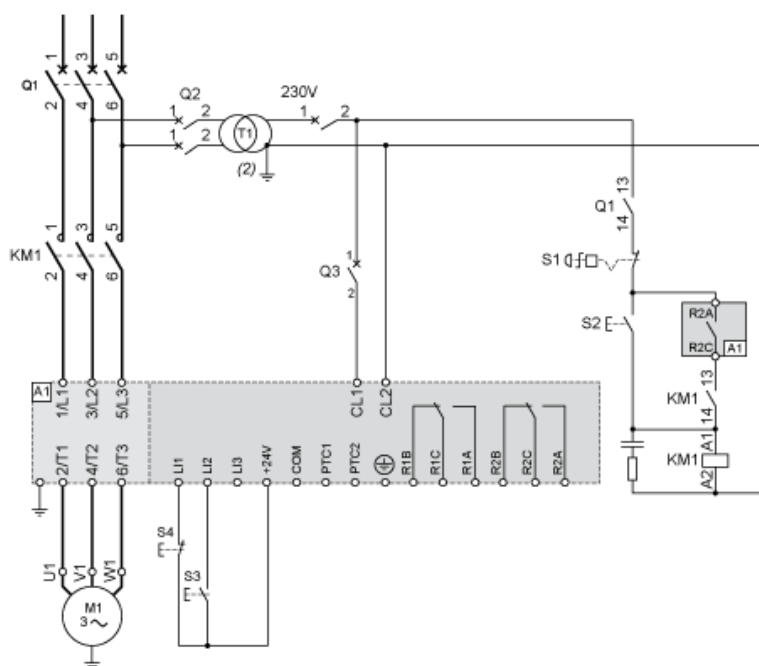 1 3 5
Q1
2 4 6
Q2
1 2
1 2
T1
(2)
230V
1 2
13
Q1
14
1 3 5
KM1
2 4 6
1
Q3
2
S1
S2
R2A
R2C
A1
13
KM1
14
A1
KM1
A2
A1
1/L1 3/L2 5/L3
CL1 CL2
2/T1 4/T2 6/T3
LI1 LI2 LI3 +24V COM PTC1 PTC2 R1B R1C R1A R2B R2C R2A
S4
S3
U1 V1 W1
M1
3